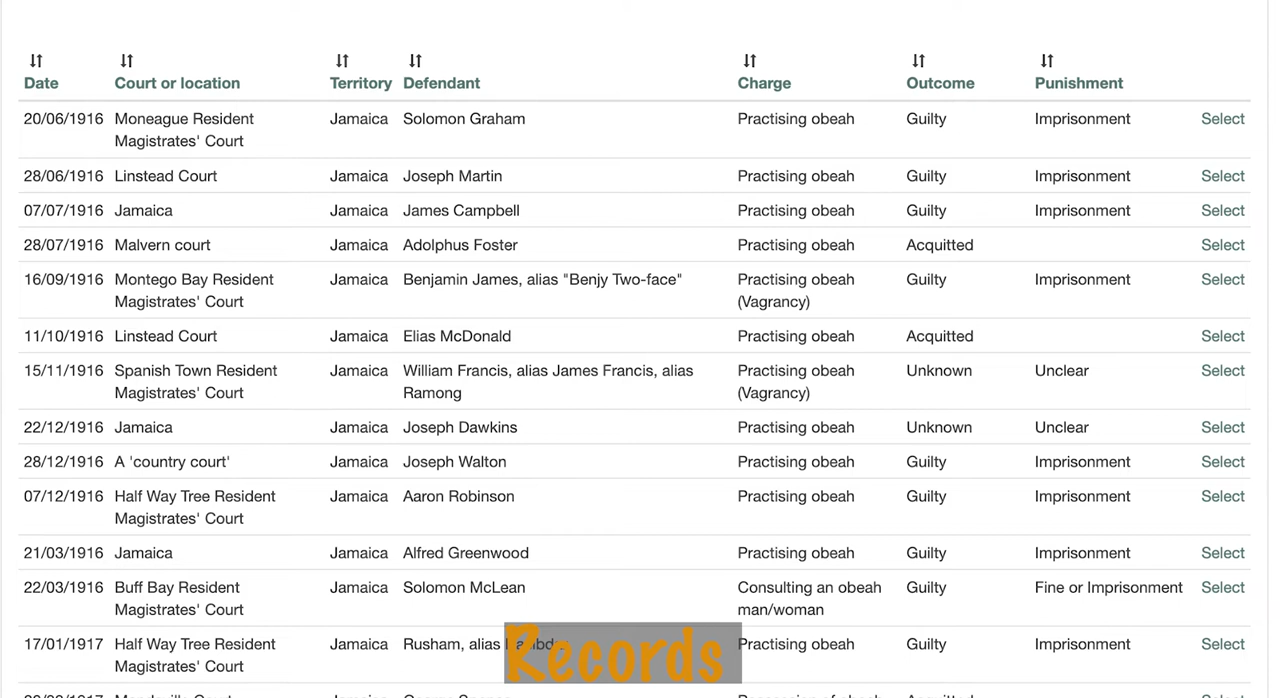 Date Court or location Territory Defendant Charge Outcome Punishment
20/06/1916 Moneague Resident Jamaica Solomon Graham Practising obeah Guilty Imprisonment Select
Magistrates' Court
28/06/1916 Linstead Court Jamaica Joseph Martin Practising obeah Guilty Imprisonment Select
07/07/1916 Jamaica Jamaica James Campbell Practising obeah Guilty Imprisonment Select
28/07/1916 Malvern court Jamaica Adolphus Foster Practising obeah Acquitted Select
16/09/1916 Montego Bay Resident Jamaica Benjamin James, alias "Benjy Two-face" Practising obeah Guilty Imprisonment Select
Magistrates' Court (Vagrancy)
11/10/1916 Linstead Court Jamaica Elias McDonald Practising obeah Acquitted Select
15/11/1916 Spanish Town Resident Jamaica William Francis, alias James Francis, alias Practising obeah Unknown Unclear Select
Magistrates' Court Ramong (Vagrancy)
22/12/1916 Jamaica Jamaica Joseph Dawkins Practising obeah Unknown Unclear Select
28/12/1916 A 'country court' Jamaica Joseph Walton Practising obeah Guilty Imprisonment Select
07/12/1916 Half Way Tree Resident Jamaica Aaron Robinson Practising obeah Guilty Imprisonment Select
Magistrates' Court
21/03/1916 Jamaica Jamaica Alfred Greenwood Practising obeah Guilty Imprisonment Select
22/03/1916 Buff Bay Resident Jamaica Solomon McLean Consulting an obeah Guilty Fine or Imprisonment Select
Magistrates' Court man/woman
17/01/1917 Half Way Tree Resident Jamaica Rusham, alias Practising obeah Guilty Imprisonment Select
Magistrates' Court
Records